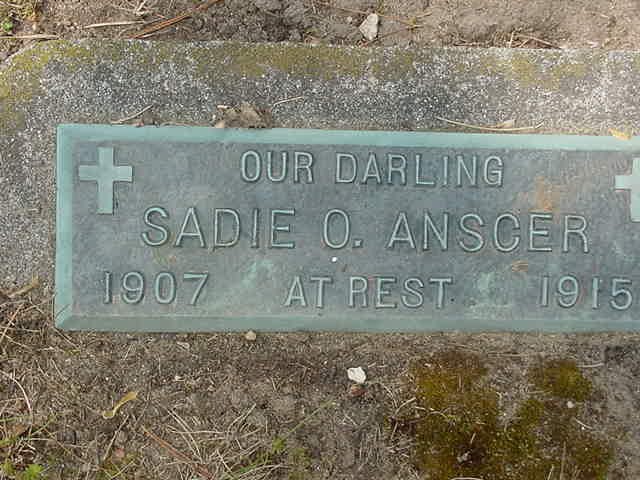 OUR DARLING
SADIE O. ANSCER
1907 AT REST 1915